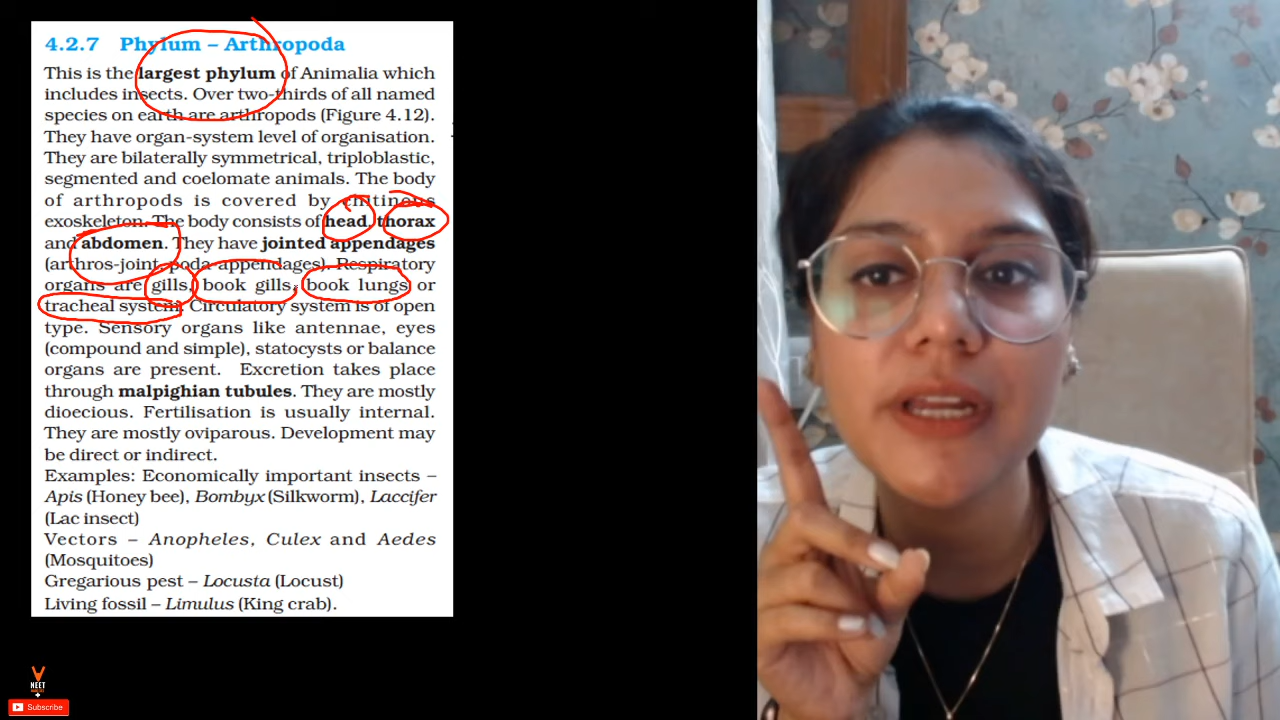 4.2.7 Phylum – Arthropoda
This is the largest phylum of Animalia which
includes insects. Over two-thirds of all named
species on earth are arthropods (Figure 4.12).
They have organ-system level of organisation.
They are bilaterally symmetrical, triploblastic,
segmented and coelomate animals. The body
of arthropods is covered by chitinous
exoskeleton. The body consists of head, thorax
and abdomen. They have jointed appendages
(arthros-joint, poda-appendages). Respiratory
organs are gills, book gills, book lungs or
tracheal system. Circulatory system is of open
type. Sensory organs like antennae, eyes
(compound and simple), statocysts or balance
organs are present. Excretion takes place
through malpighian tubules. They are mostly
dioecious. Fertilisation is usually internal.
They are mostly oviparous. Development may
be direct or indirect.
Examples: Economically important insects –
Apis (Honey bee), Bombyx (Silkworm), Laccifer
(Lac insect)
Vectors – Anopheles, Culex and Aedes
(Mosquitoes)
Gregarious pest – Locusta (Locust)
Living fossil – Limulus (King crab).
NEET
Subscribe